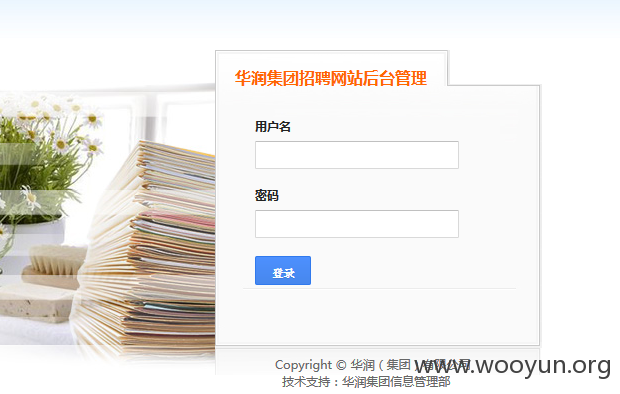 华润集团招聘网站后台管理
用户名
密码
登录
Copyright © 华润（集团）有限公司
www.wooyun.org
技术支持：华润集团信息管理部